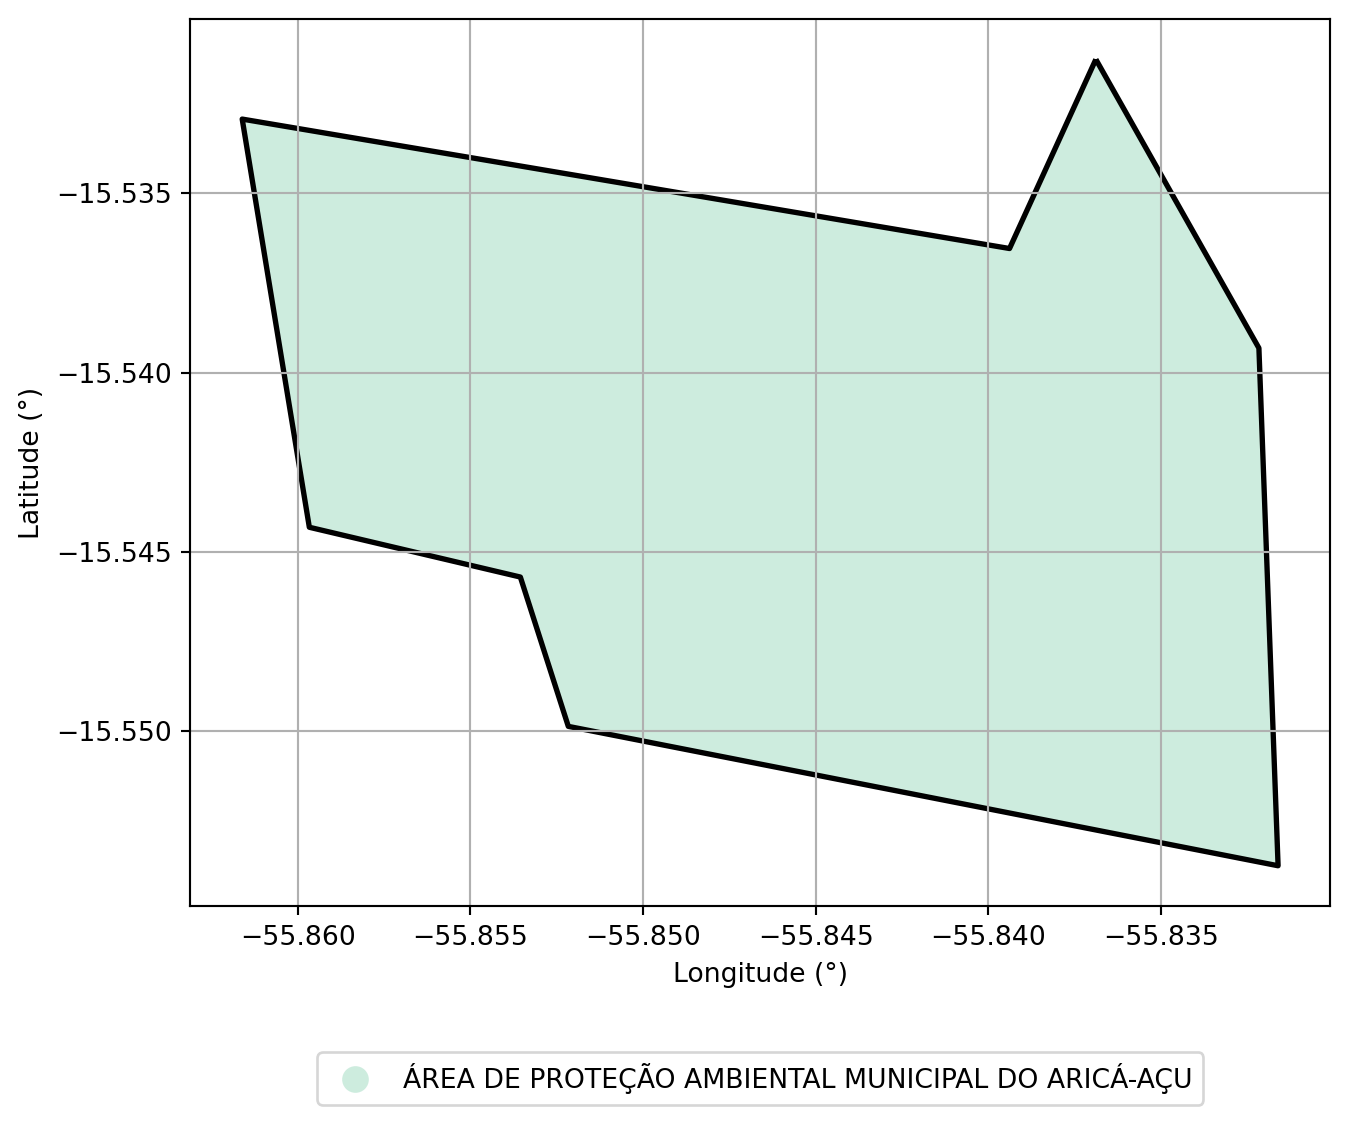 −15.535
−15.540
−15.545
−15.550
Latitude (°)
−55.860 −55.855 −55.850 −55.845 −55.840 −55.835
Longitude (°)
ÁREA DE PROTEÇÃO AMBIENTAL MUNICIPAL DO ARICÁ-AÇU